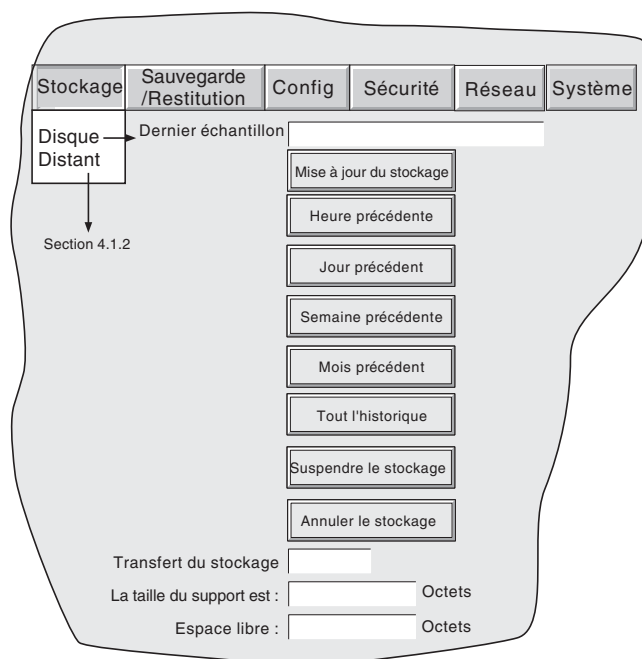 Stockage
Sauvegarde
/Restitution
Config
Sécurité
Réseau
Système
Disque
Distant
Dernier échantillon
Section 4.1.2
Mise à jour du stockage
Heure précédente
Jour précédent
Semaine précédente
Mois précédent
Tout l'historique
Suspendre le stockage
Annuler le stockage
Transfert du stockage
La taille du support est : Octets
Espace libre : Octets